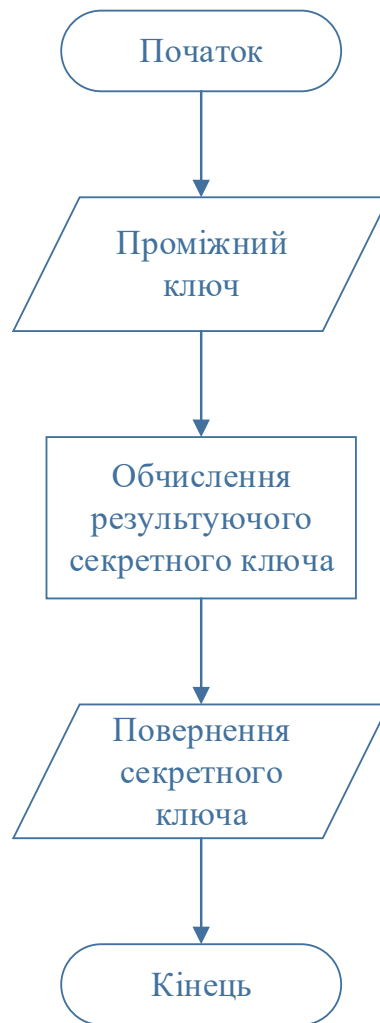 Початок
Проміжний
ключ
Обчислення
результуючого
секретного ключа
Повернення
секретного
ключа
Кінець